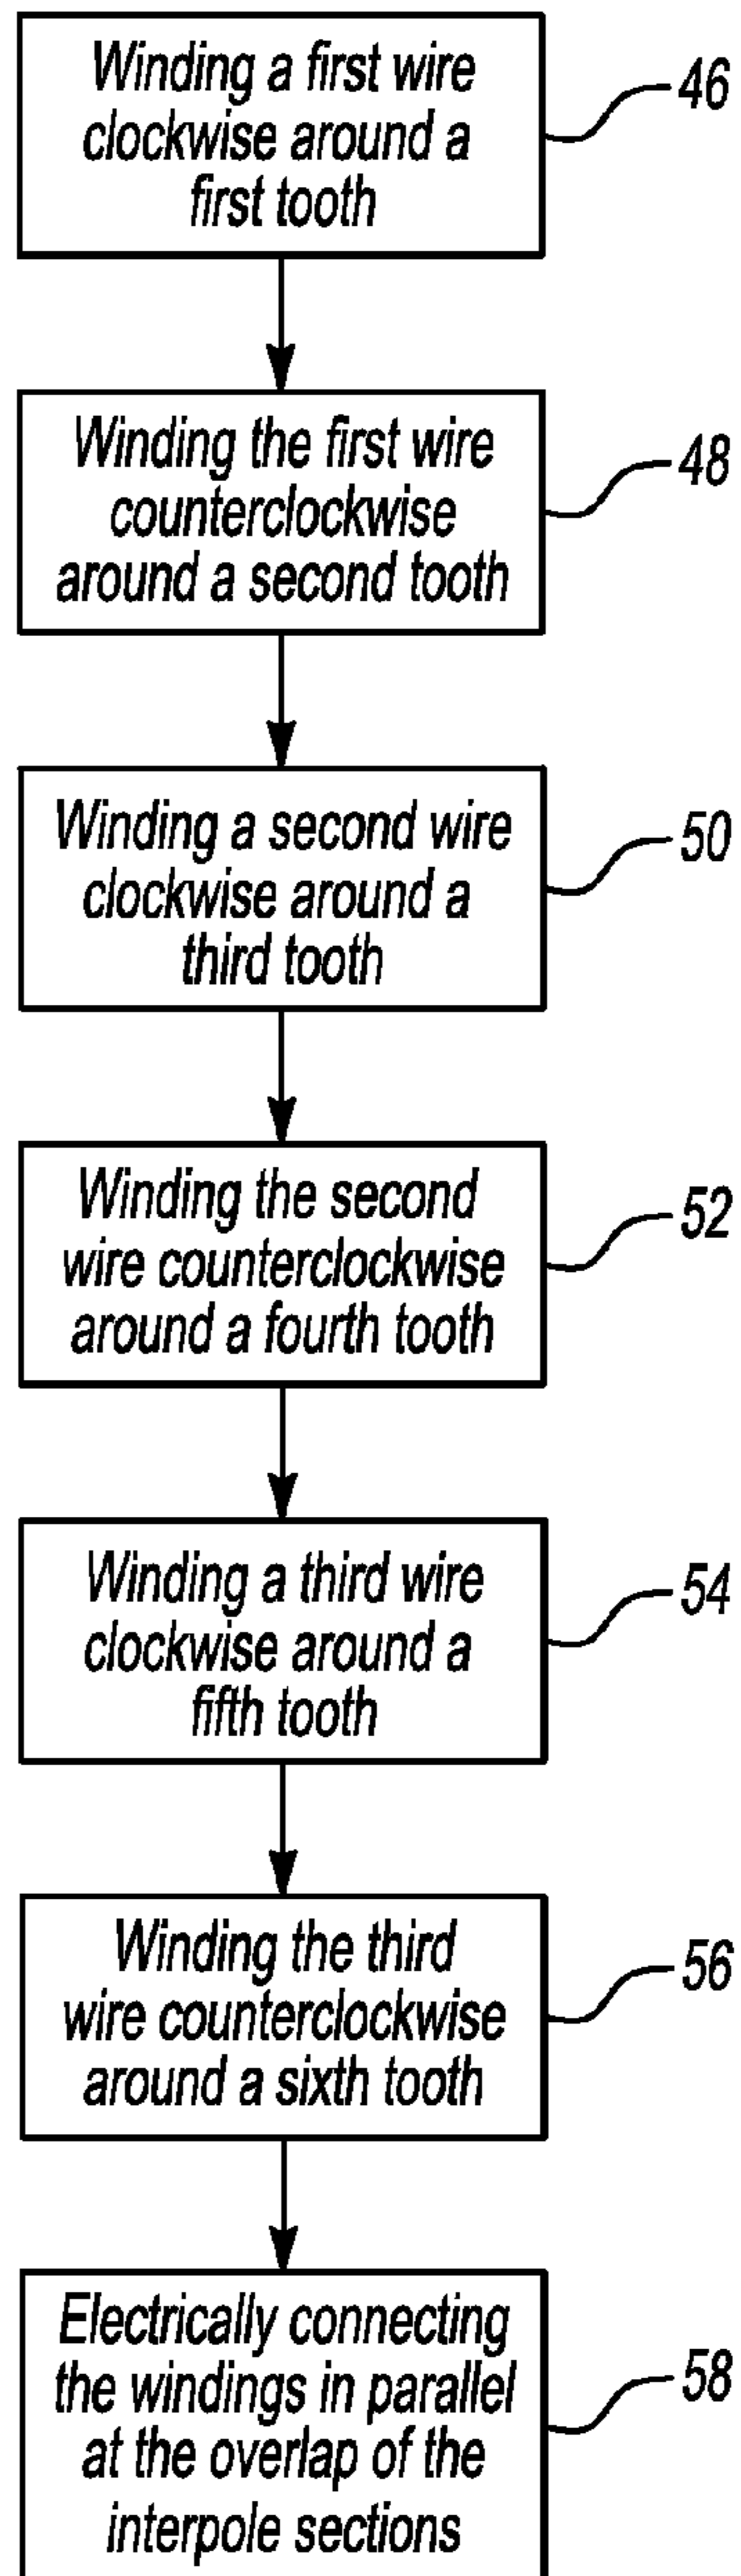 Winding a first wire
clockwise around a
first tooth
46
Winding the first wire
counterclockwise
around a second tooth
48
Winding a second wire
clockwise around a
third tooth
50
Winding the second
wire counterclockwise
around a fourth tooth
52
Winding a third wire
clockwise around a
fifth tooth
54
Winding the third
wire counterclockwise
around a sixth tooth
56
Electrically connecting
the windings in parallel
at the overlap of the
interpole sections
58